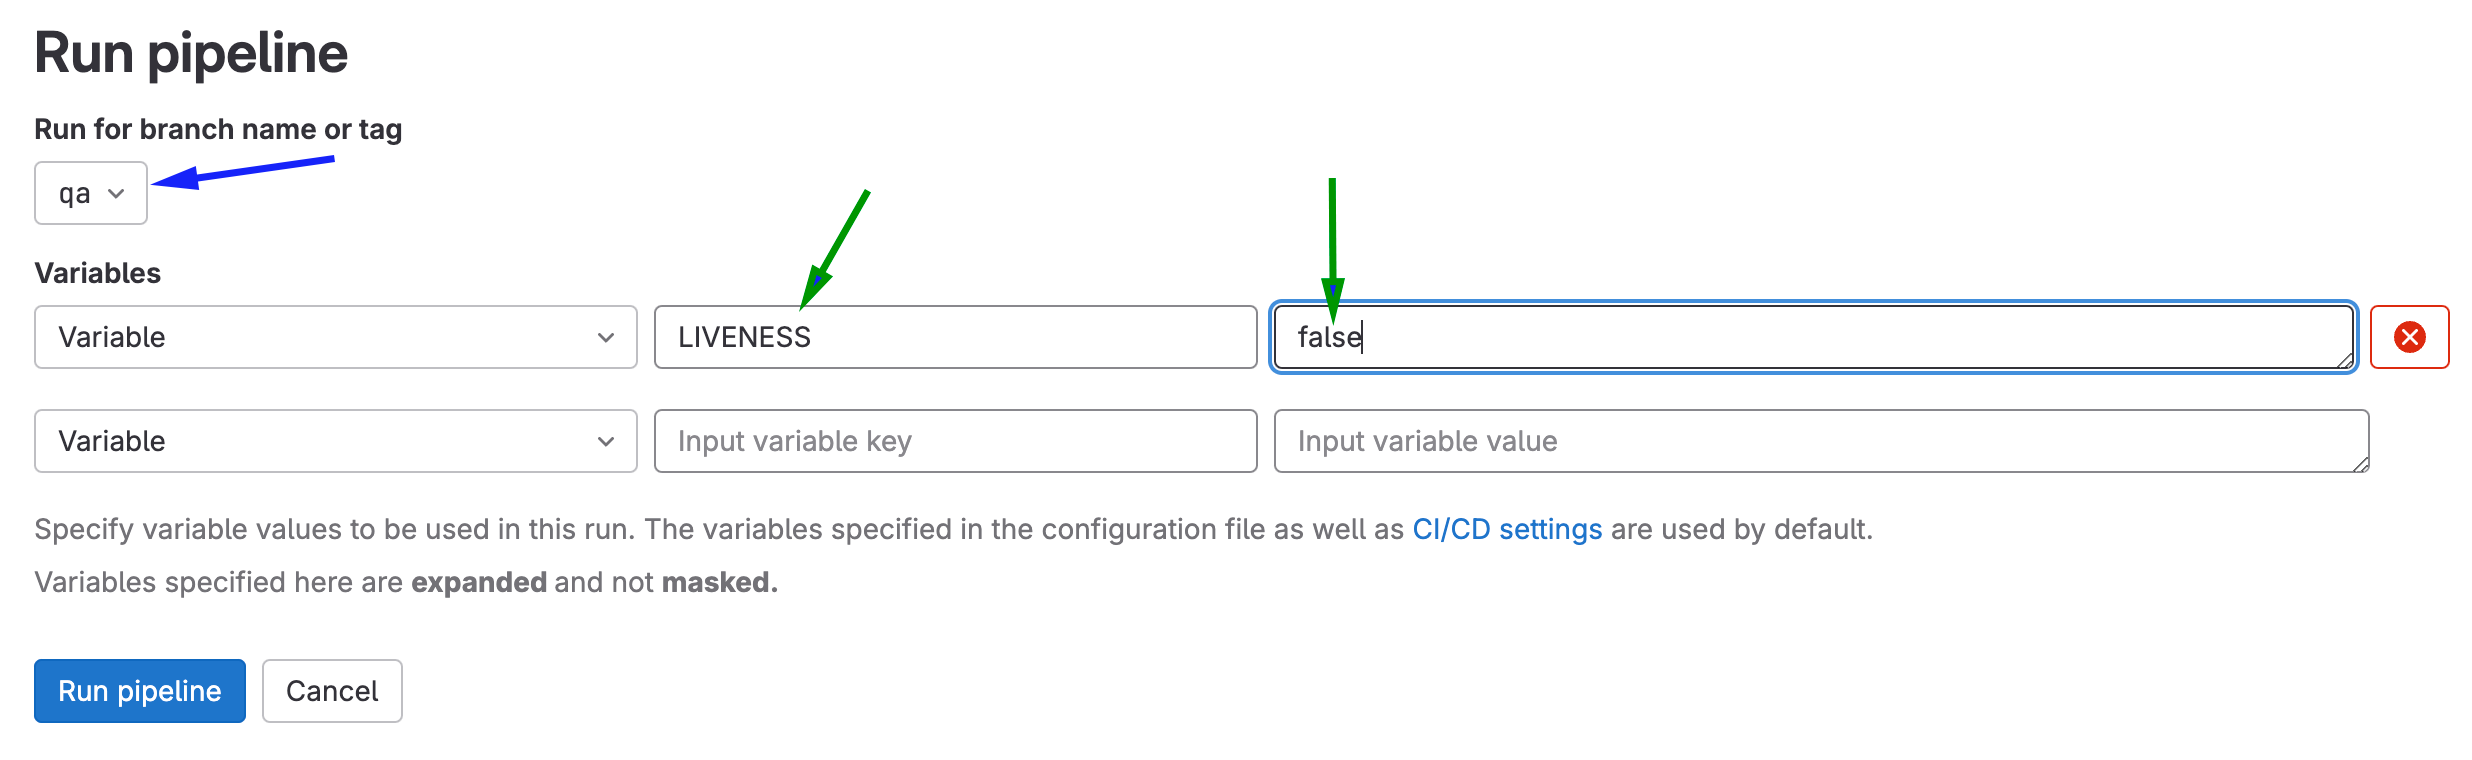 Run pipeline
Run for branch name or tag
qa
Variables
Variable LIVENESS false
Variable Input variable key Input variable value
Specify variable values to be used in this run. The variables specified in the configuration file as well as CI/CD settings are used by default.
Variables specified here are expanded and not masked.
Run pipeline Cancel